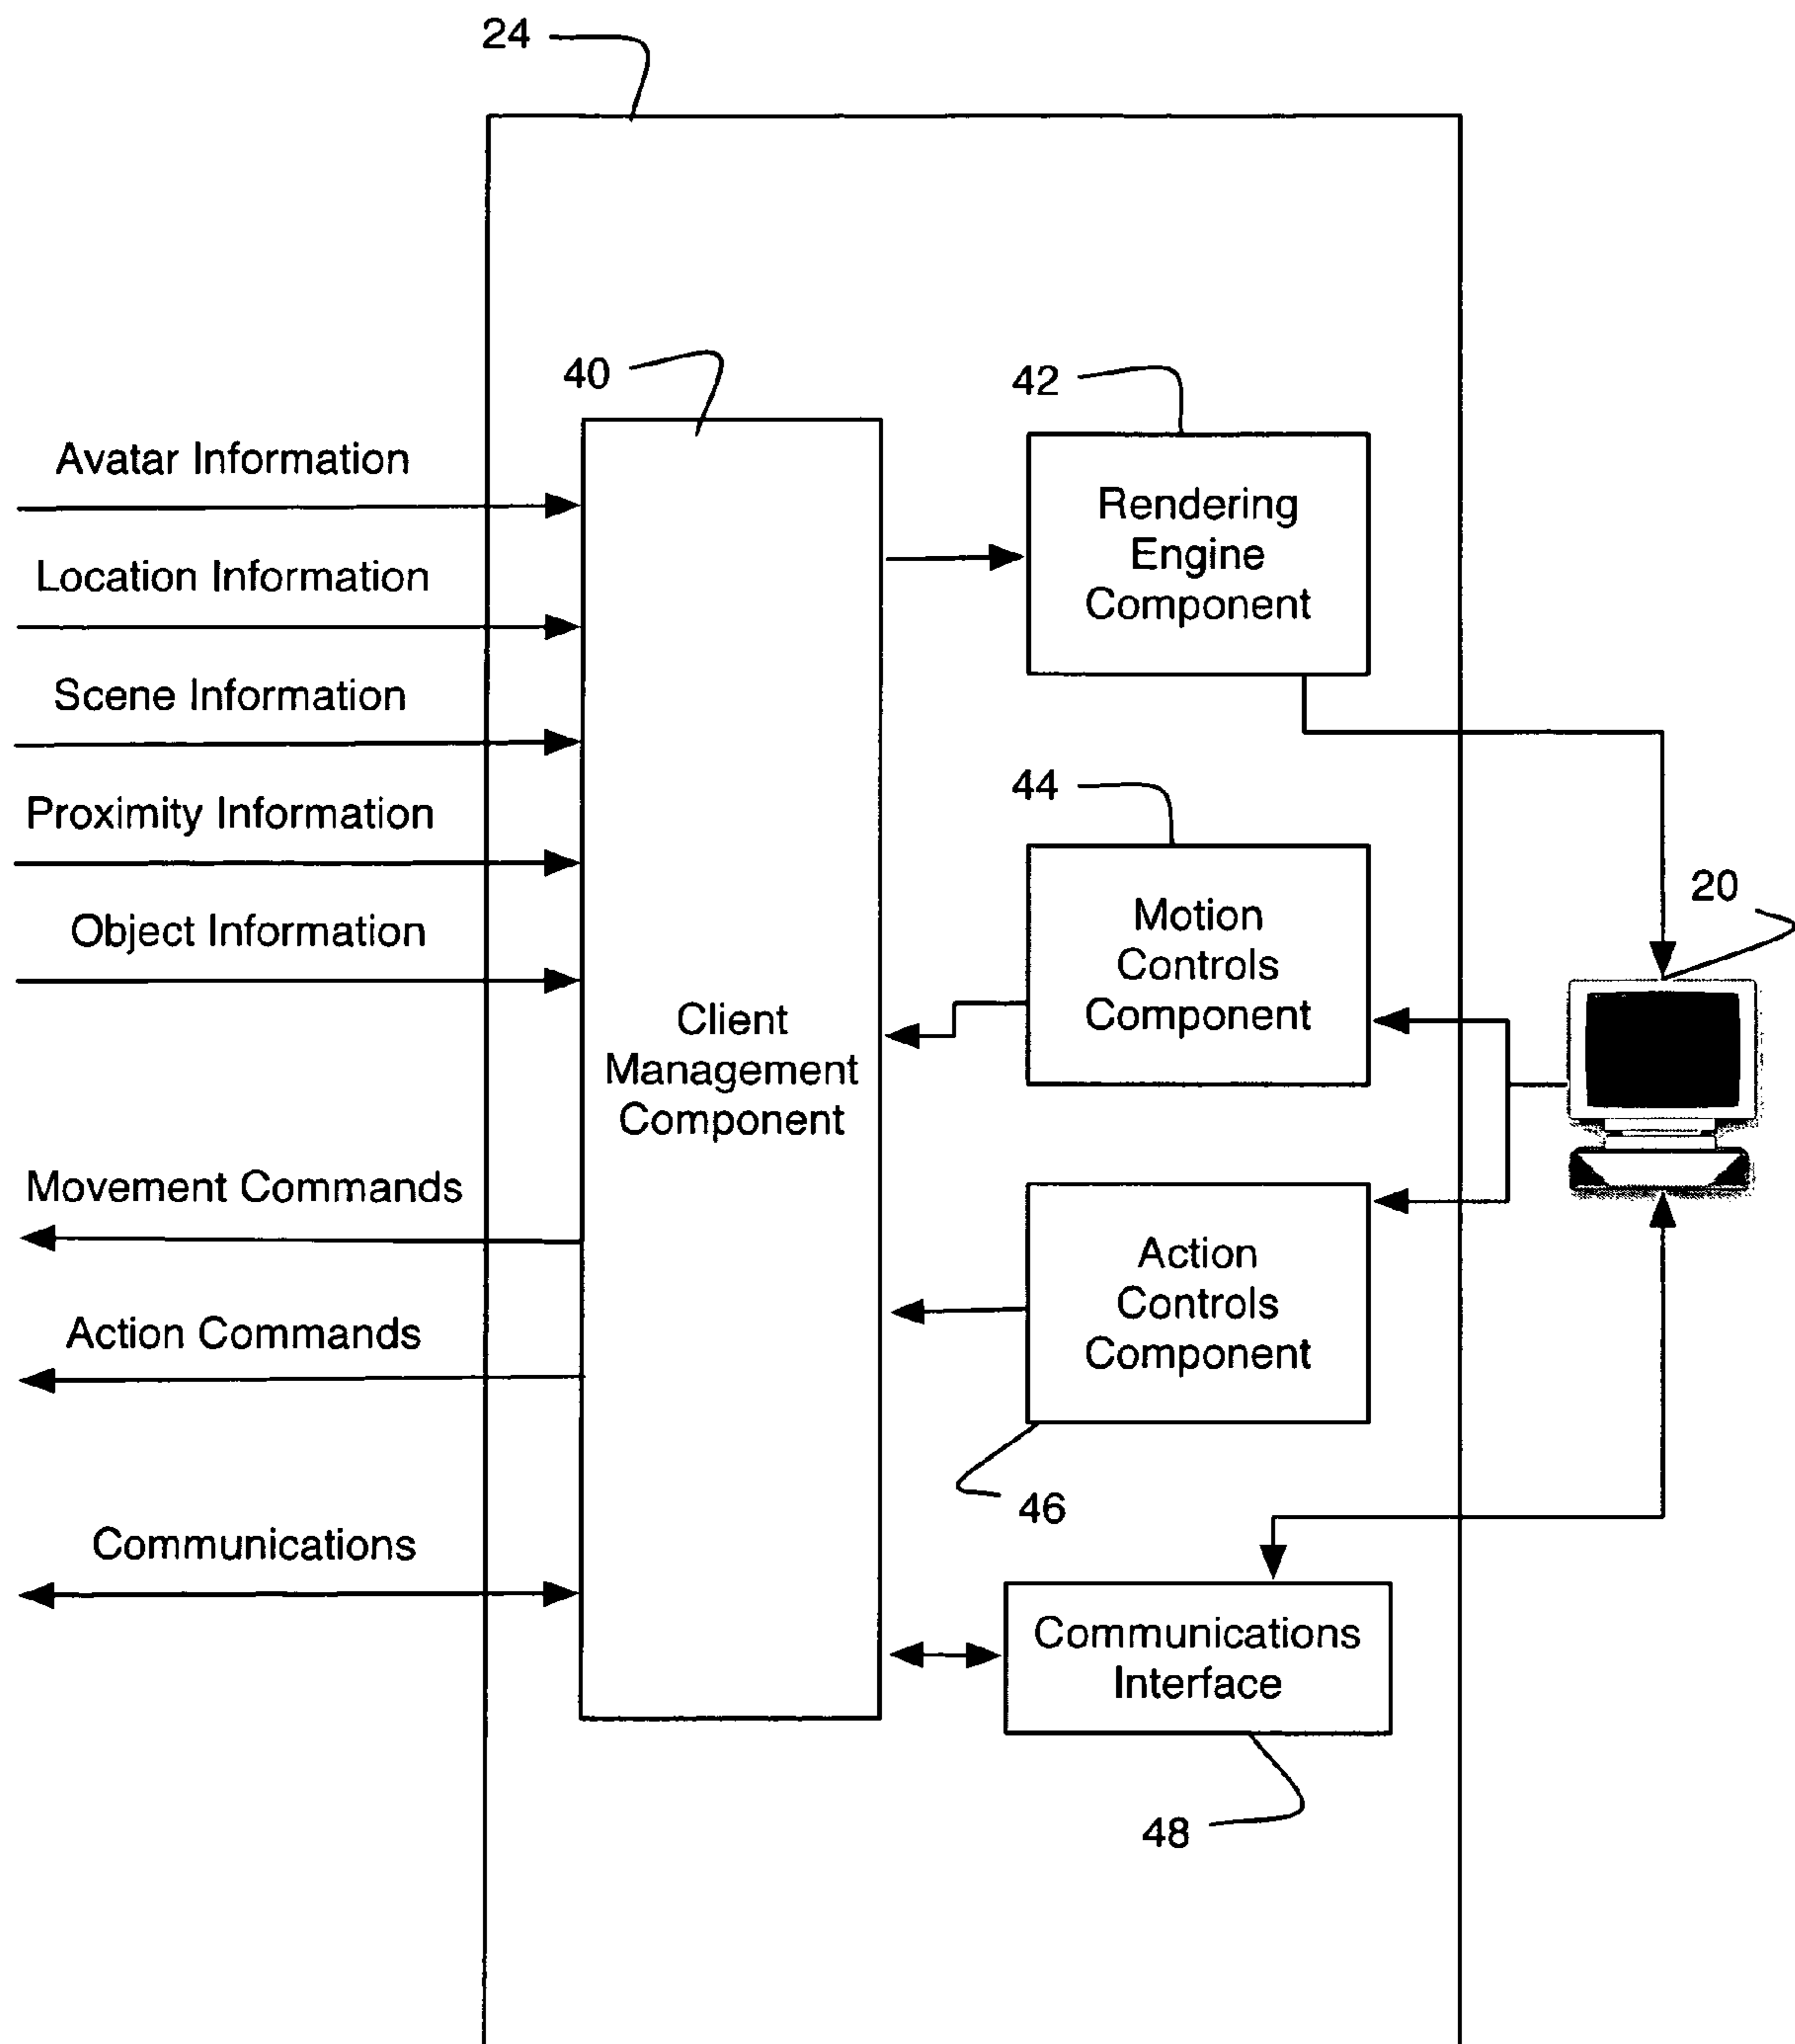 24
40
42
Avatar Information
Location Information
Scene Information
Proximity Information
Object Information
Rendering
Engine
Component
44
20
Motion
Controls
Component
Client
Management
Component
Movement Commands
Action Commands
Action
Controls
Component
46
Communications
Communications
Interface
48